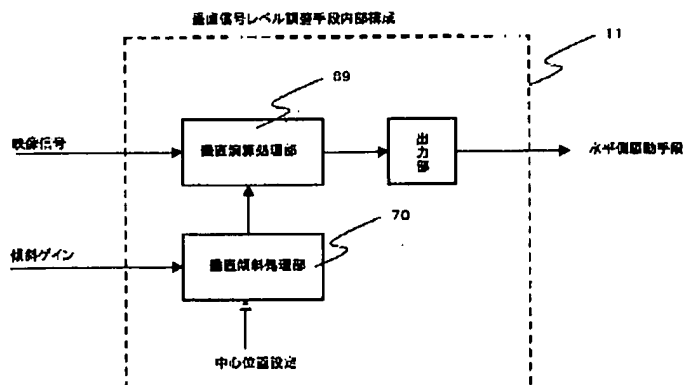 垂直信号レベル調整手段内部構成
11
69
映像信号
垂直演算処理部
出力部
水平側駆動手段
70
傾斜ゲイン
垂直傾斜処理部
中心位置設定